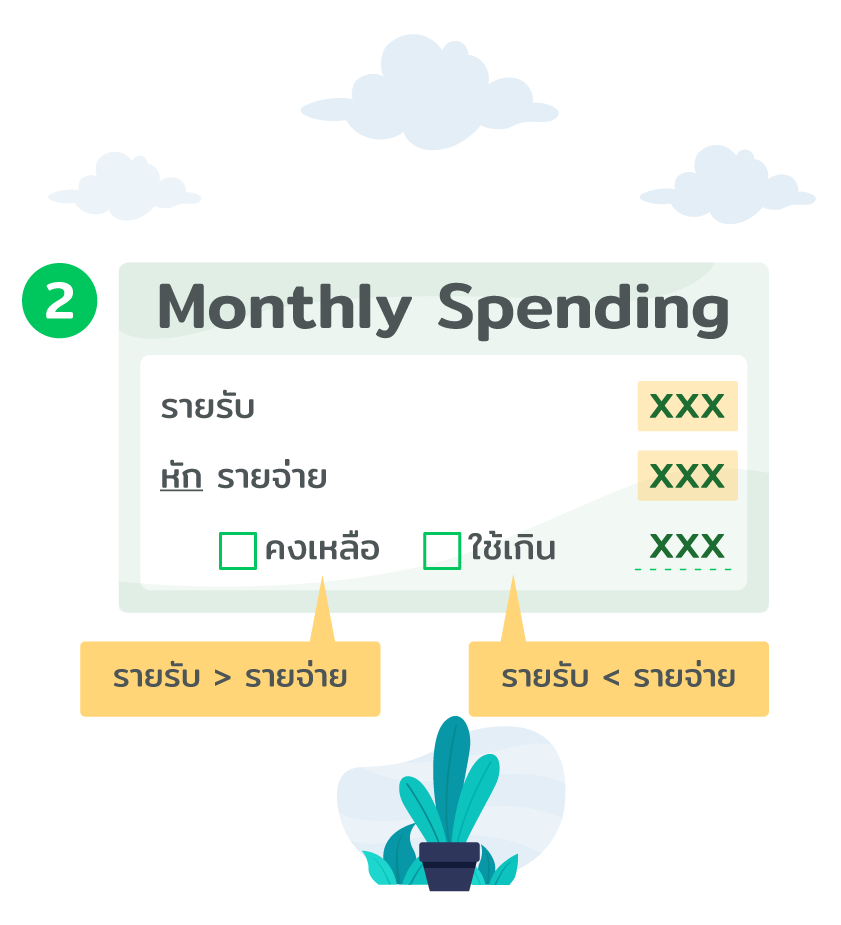 2
Monthly Spending
รายรับ XXX
หัก รายจ่าย XXX
คงเหลือ ใช้เกิน XXX
รายรับ > รายจ่าย
รายรับ < รายจ่าย